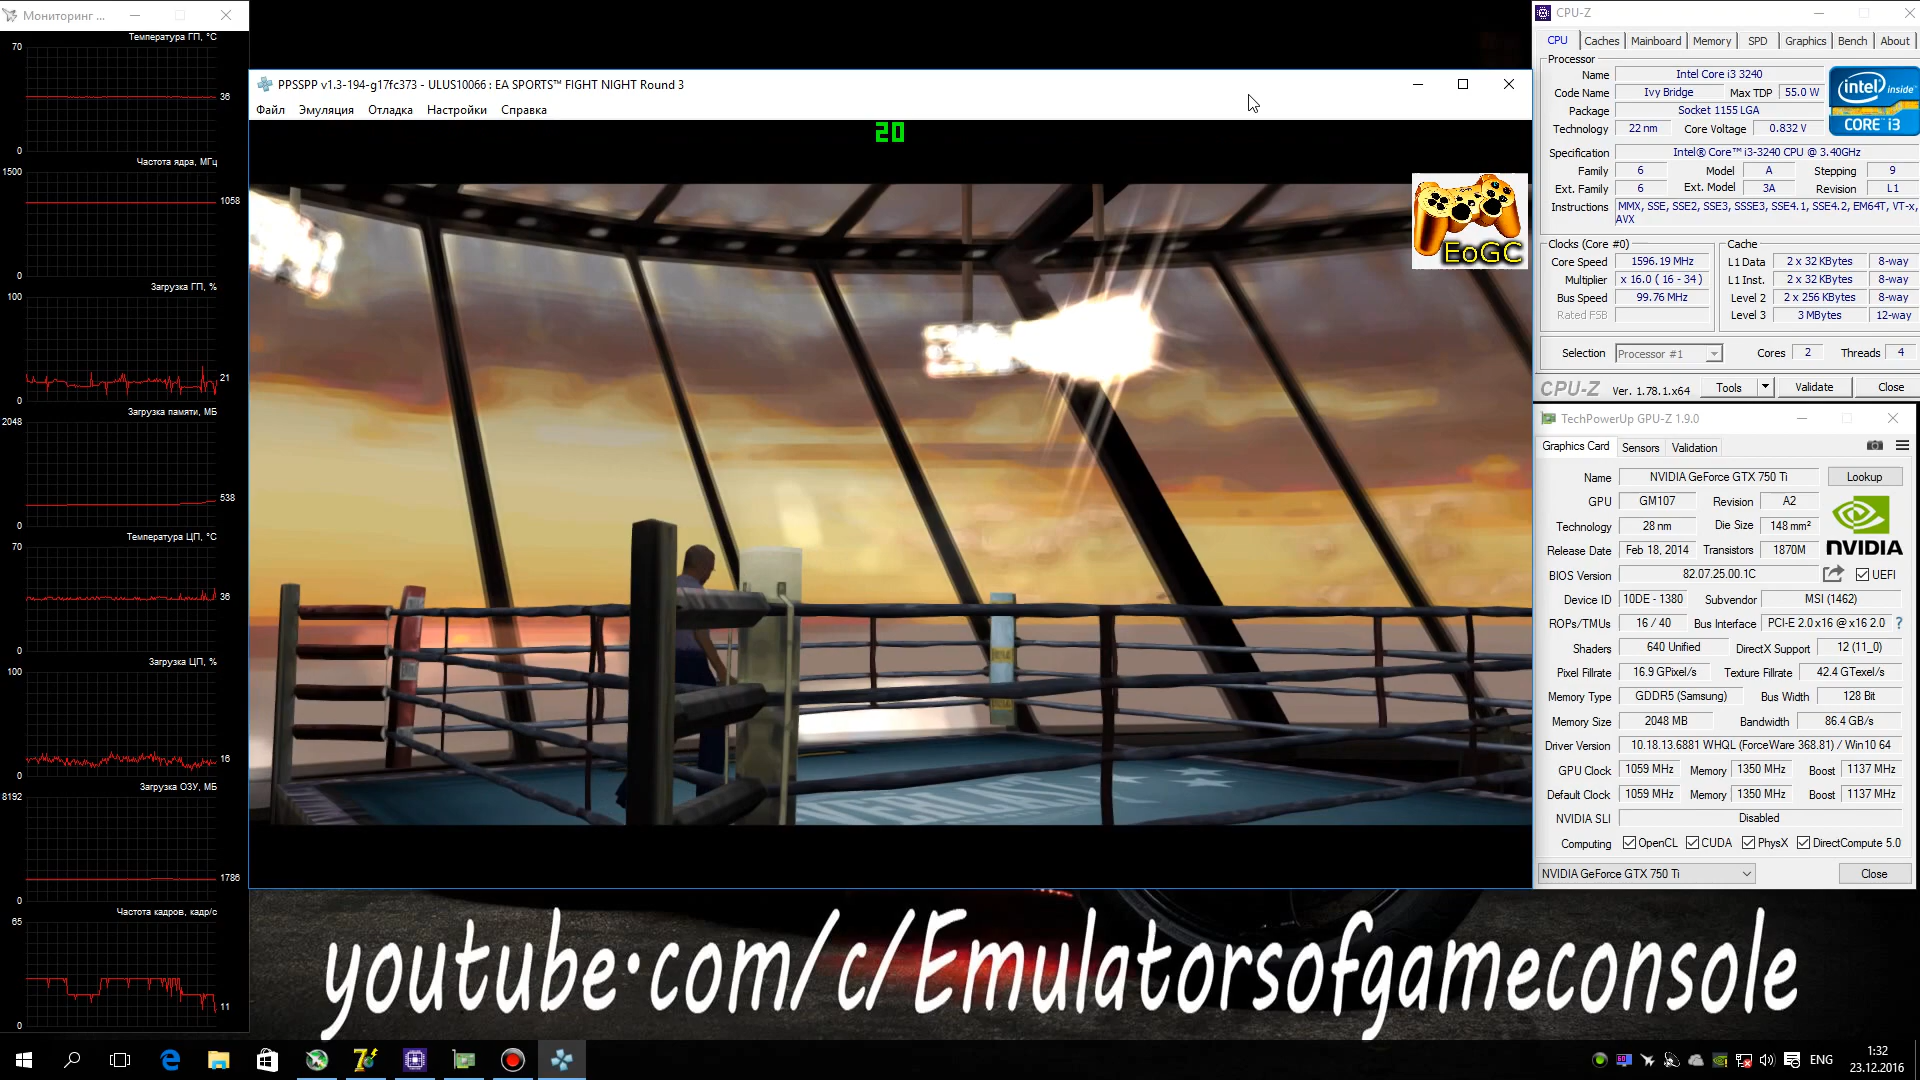 Мониторинг ...
Температура ГП, °C
70
36
0
Частота ядра, МГц
1500
1058
0
Загрузка ГП, %
100
21
0
Загрузка памяти, МБ
2048
538
0
Температура ЦП, °C
70
36
0
Загрузка ЦП, %
100
16
0
Загрузка ОЗУ, МБ
8192
1786
0
Частота кадров, кадр/с
65
11
0
PPSSPP v1.3-194-g17fc373 - ULUS10066 : EA SPORTS™ FIGHT NIGHT Round 3
Файл Эмуляция Отладка Настройки Справка
20
EoGC
CPU-Z
CPU Caches Mainboard Memory SPD Graphics Bench About
Processor
Name Intel Core i3 3240
Code Name Ivy Bridge Max TDP 55.0 W
Package Socket 1155 LGA
Technology 22 nm Core Voltage 0.832 V
intel inside
CORE i3
Specification Intel® Core™ i3-3240 CPU @ 3.40GHz
Family 6 Model A Stepping 9
Ext. Family 6 Ext. Model 3A Revision L1
Instructions MMX, SSE, SSE2, SSE3, SSSE3, SSE4.1, SSE4.2, EM64T, VT-x,
AVX
Clocks (Core #0) Cache
Core Speed 1596.19 MHz L1 Data 2 x 32 KBytes 8-way
Multiplier x 16.0 ( 16 - 34 ) L1 Inst. 2 x 32 KBytes 8-way
Bus Speed 99.76 MHz Level 2 2 x 256 KBytes 8-way
Rated FSB Level 3 3 MBytes 12-way
Selection Processor #1 Cores 2 Threads 4
CPU-Z Ver. 1.78.1.x64 Tools Validate Close
TechPowerUp GPU-Z 1.9.0
Graphics Card Sensors Validation
Name NVIDIA GeForce GTX 750 Ti Lookup
GPU GM107 Revision A2
Technology 28 nm Die Size 148 mm²
Release Date Feb 18, 2014 Transistors 1870M
NVIDIA
BIOS Version 82.07.25.00.1C UEFI
Device ID 10DE - 1380 Subvendor MSI (1462)
ROPs/TMUs 16 / 40 Bus Interface PCI-E 2.0 x16 @ x16 2.0 ?
Shaders 640 Unified DirectX Support 12 (11_0)
Pixel Fillrate 16.9 GPixel/s Texture Fillrate 42.4 GTexel/s
Memory Type GDDR5 (Samsung) Bus Width 128 Bit
Memory Size 2048 MB Bandwidth 86.4 GB/s
Driver Version 10.18.13.6881 WHQL (ForceWare 368.81) / Win10 64
GPU Clock 1059 MHz Memory 1350 MHz Boost 1137 MHz
Default Clock 1059 MHz Memory 1350 MHz Boost 1137 MHz
NVIDIA SLI Disabled
Computing OpenCL CUDA PhysX DirectCompute 5.0
NVIDIA GeForce GTX 750 Ti Close
youtube.com/c/Emulatorsofgameconsole
60
ENG
1:32
23.12.2016